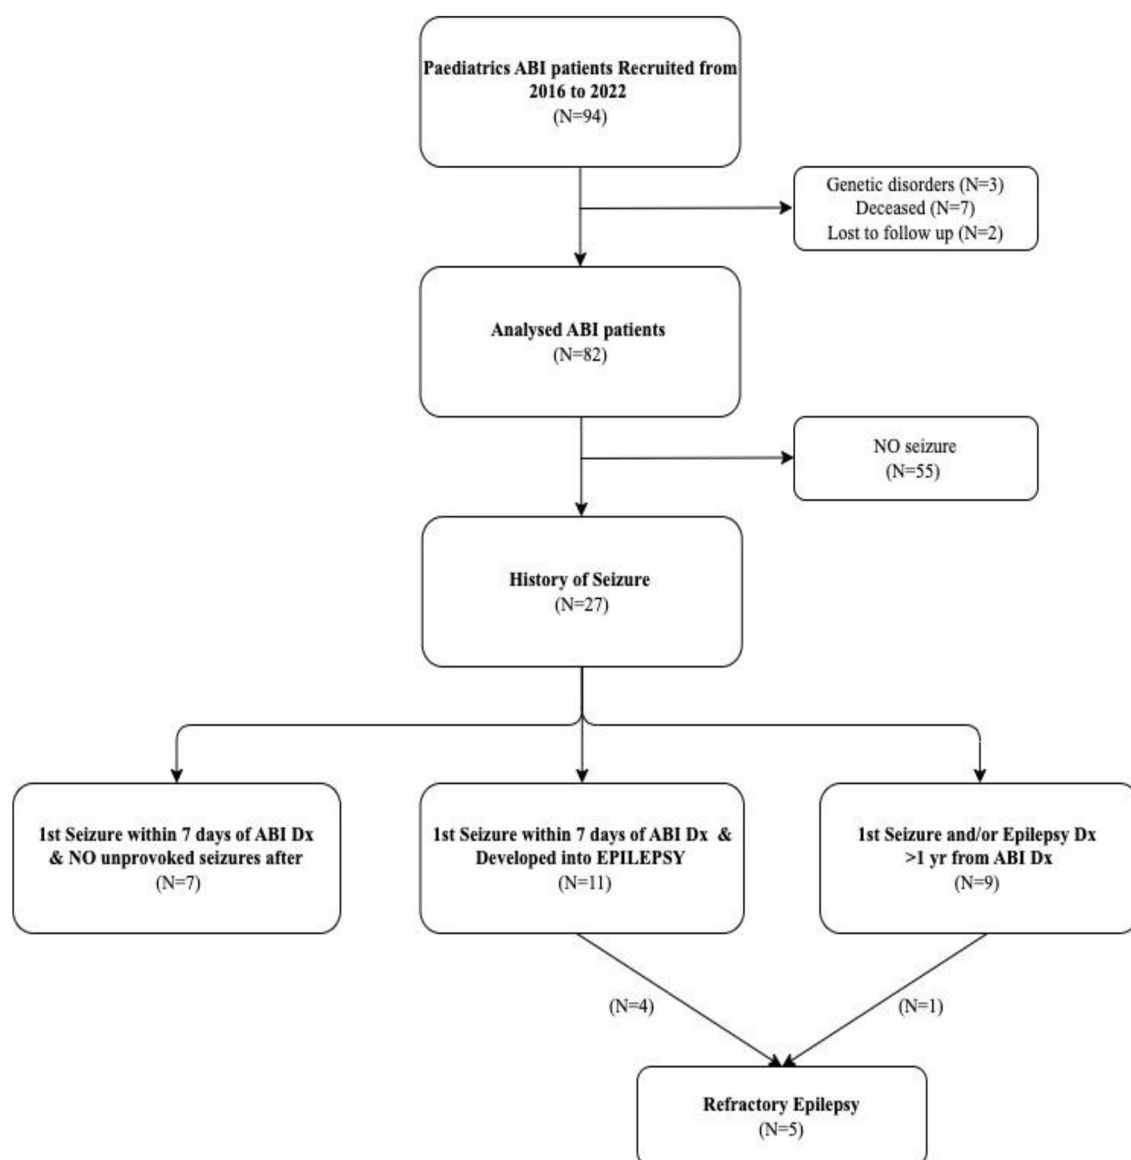 Paediatrics ABI patients Recruited from
2016 to 2022
(N=94)
Genetic disorders (N=3)
Deceased (N=7)
Lost to follow up (N=2)
Analysed ABI patients
(N=82)
NO seizure
(N=55)
History of Seizure
(N=27)
1st Seizure within 7 days of ABI Dx
& NO unprovoked seizures after
(N=7)
1st Seizure within 7 days of ABI Dx &
Developed into EPILEPSY
(N=11)
1st Seizure and/or Epilepsy Dx
>1 yr from ABI Dx
(N=9)
(N=4)
(N=1)
Refractory Epilepsy
(N=5)